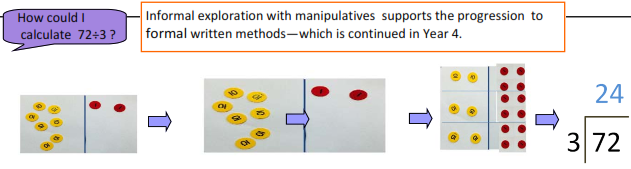 How could I
calculate 72÷3 ?
Informal exploration with manipulatives supports the progression to
formal written methods—which is continued in Year 4.
24
3 72